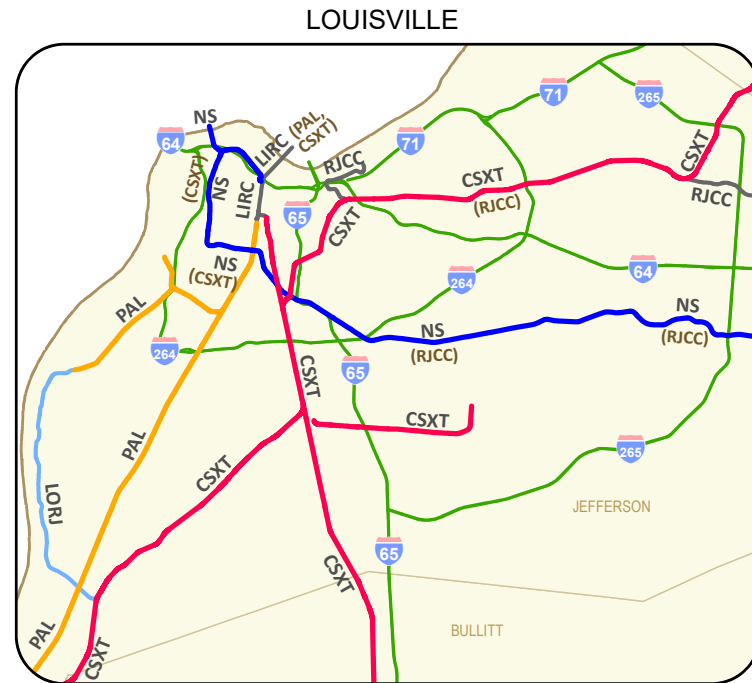 LOUISVILLE
NS
64
LIRC
(PAL,
CSXT)
71
71
265
(CSXT)
NS
LIRC
RJCC
CSXT
(RJCC)
CSXT
RJCC
65
CSXT
NS
(CSXT)
264
64
PAL
264
NS
(RJCC)
NS
(RJCC)
65
CSXT
CSXT
PAL
CSXT
265
LORJ
JEFFERSON
65
CSXT
PAL
CSXT
BULLITT